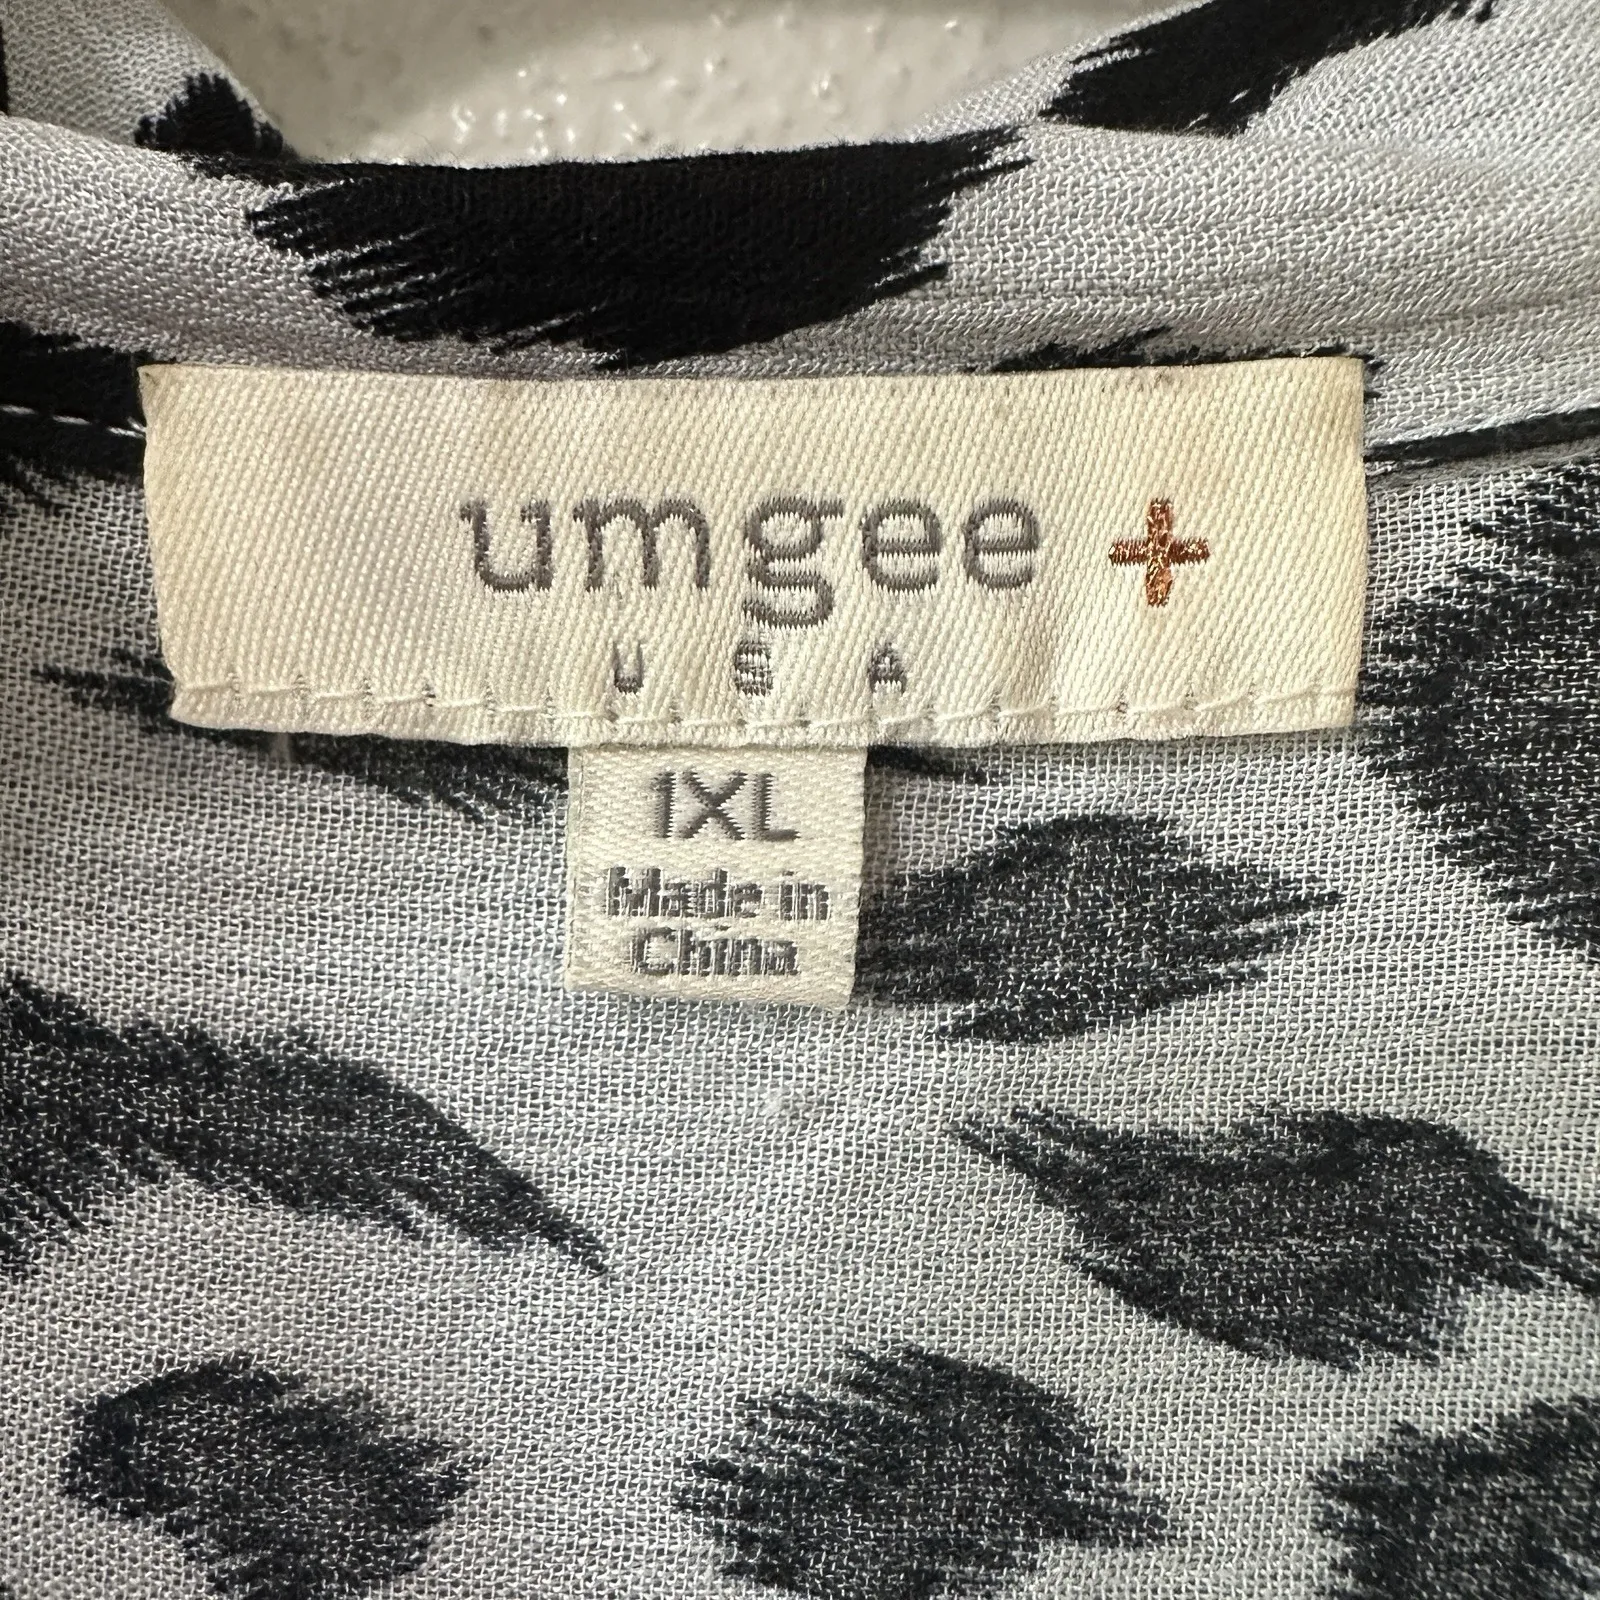 umgee +
USA
1XL
Made in
China